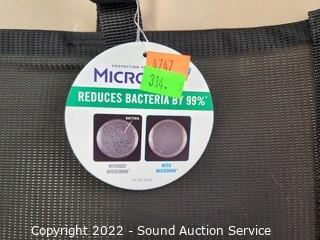 PROTECTION
MICRO
4747
314.
REDUCES BACTERIA BY 99%*
BACTERIA
WITHOUT
MICROBAN®
WITH
MICROBAN®
Copyright 2022 - Sound Auction Service